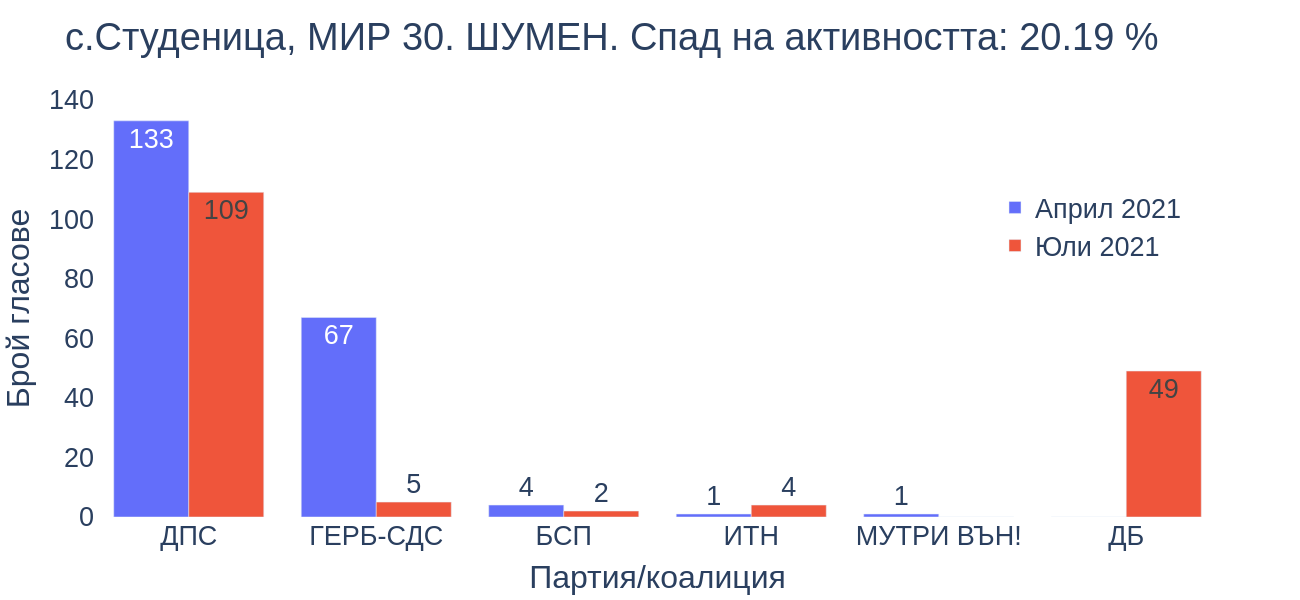 с.Студеница, МИР 30. ШУМЕН. Спад на активността: 20.19 %
140
120
100
80
60
40
20
0
Брой гласове
133
109
67
5
4
2
1
4
1
49
Април 2021
Юли 2021
ДПС
ГЕРБ-СДС
БСП
ИТН
МУТРИ ВЪН!
ДБ
Партия/коалиция